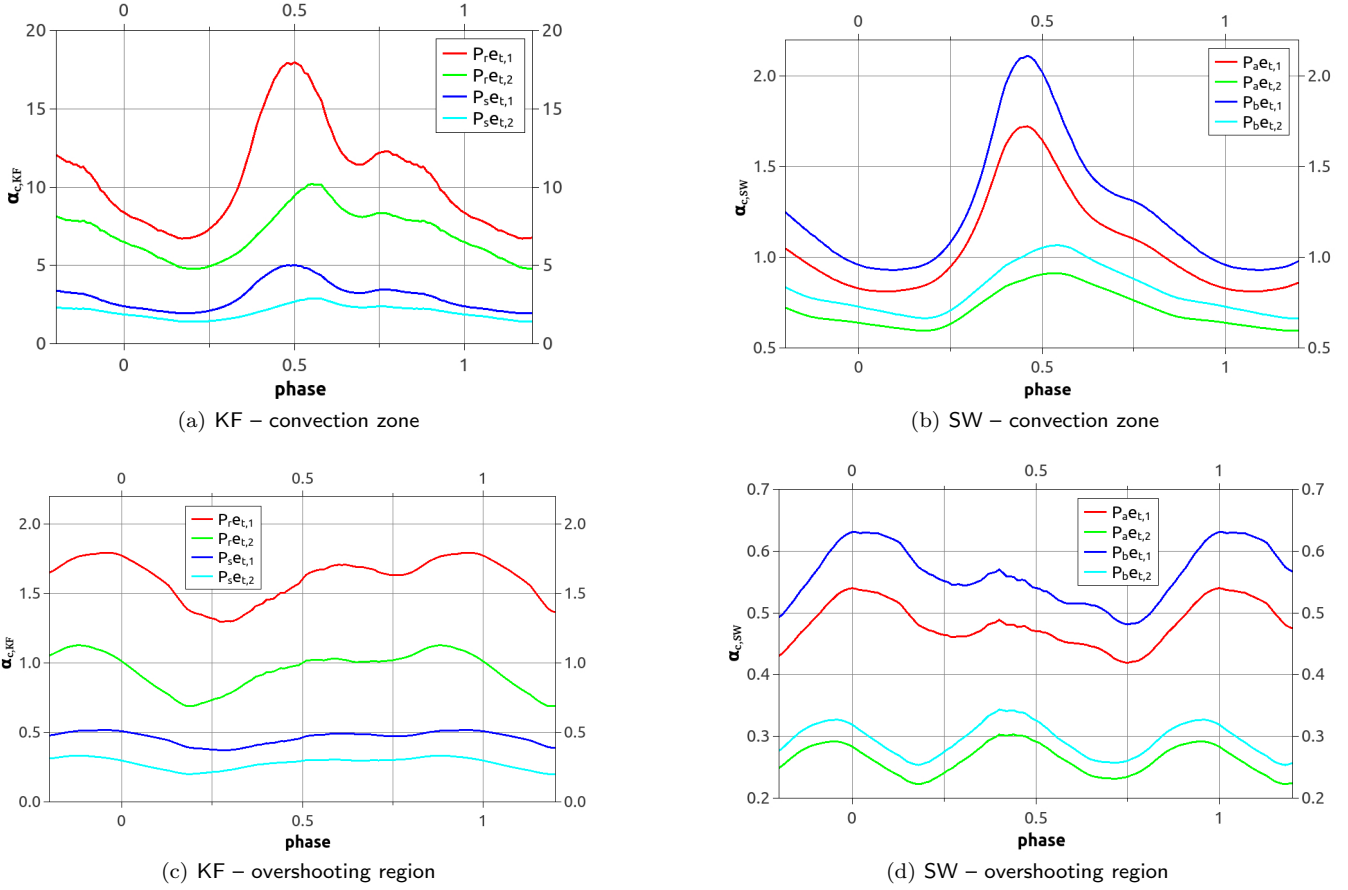 0 0.5 1
20 20
15 15
10 10
5 5
0 0
α_c,KF
P_r e_t,1
P_r e_t,2
P_s e_t,1
P_s e_t,2
0 0.5 1
phase
(a) KF – convection zone
0 0.5 1
2.0 2.0
1.5 1.5
1.0 1.0
0.5 0.5
α_c,SW
P_a e_t,1
P_a e_t,2
P_b e_t,1
P_b e_t,2
0 0.5 1
phase
(b) SW – convection zone
0 0.5 1
2.0 2.0
1.5 1.5
1.0 1.0
0.5 0.5
0.0 0.0
α_c,KF
P_r e_t,1
P_r e_t,2
P_s e_t,1
P_s e_t,2
0 0.5 1
phase
(c) KF – overshooting region
0 0.5 1
0.7 0.7
0.6 0.6
0.5 0.5
0.4 0.4
0.3 0.3
0.2 0.2
α_c,SW
P_a e_t,1
P_a e_t,2
P_b e_t,1
P_b e_t,2
0 0.5 1
phase
(d) SW – overshooting region